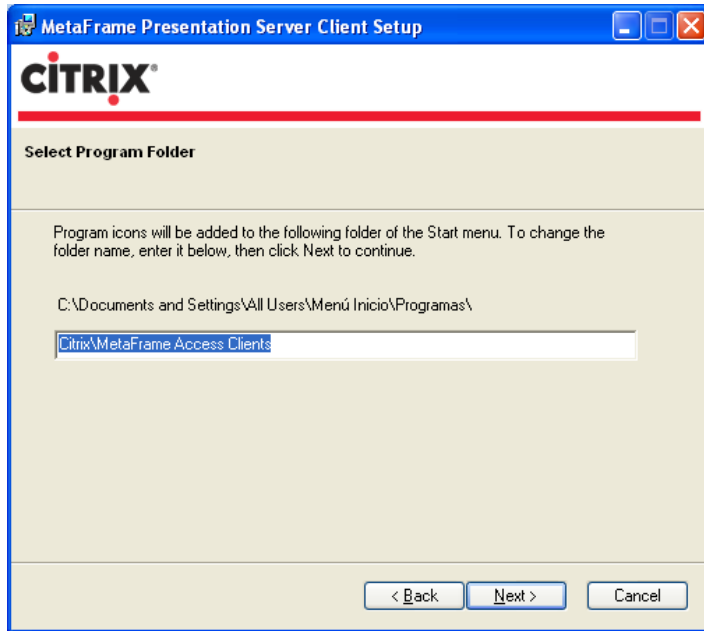 MetaFrame Presentation Server Client Setup
CITRIX®
Select Program Folder
Program icons will be added to the following folder of the Start menu. To change the
folder name, enter it below, then click Next to continue.
C:\Documents and Settings\All Users\Menú Inicio\Programas\
Citrix\MetaFrame Access Clients
< Back Next > Cancel